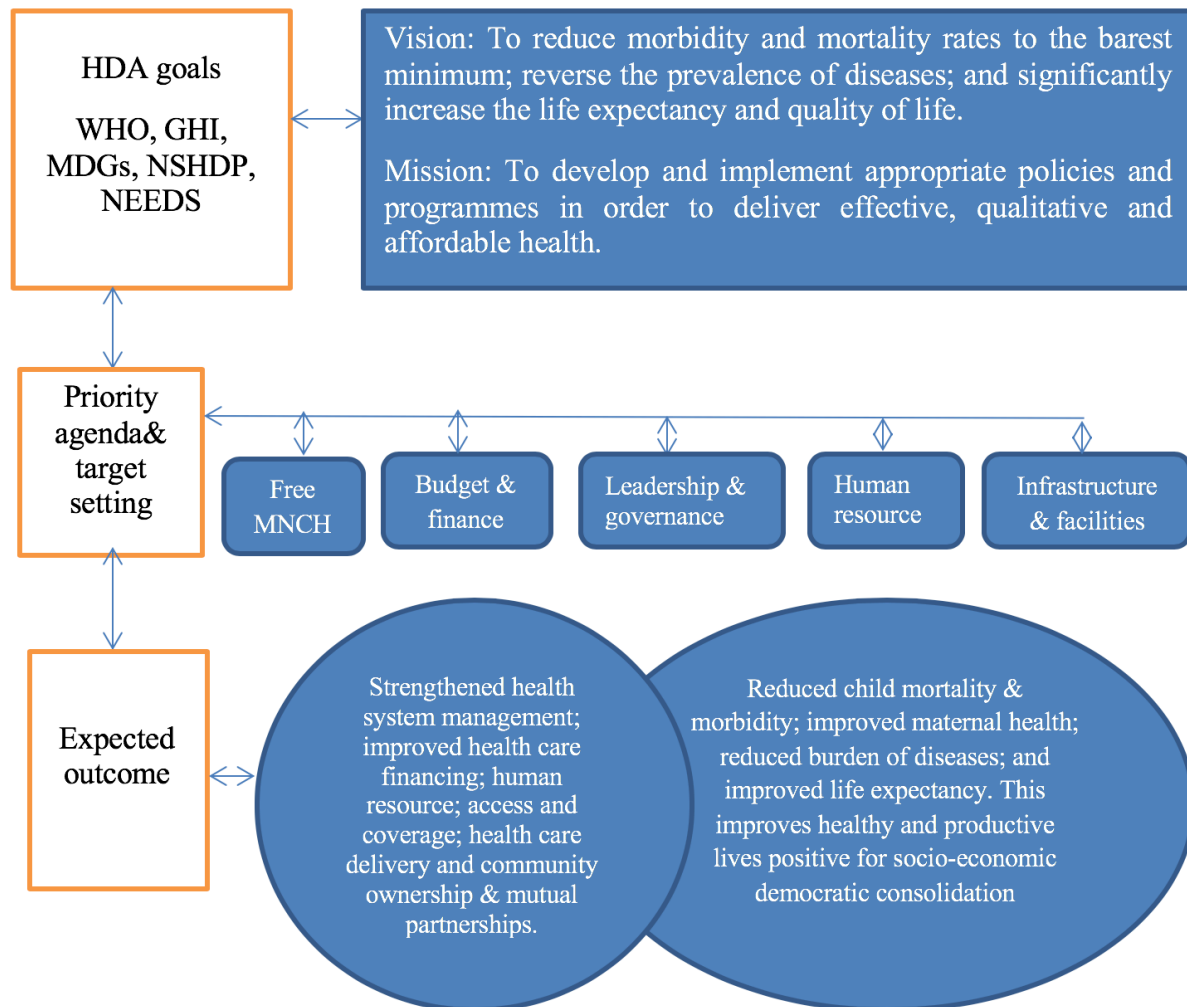 HDA goals
WHO, GHI,
MDGs, NSHDP,
NEEDS
Vision: To reduce morbidity and mortality rates to the barest
minimum; reverse the prevalence of diseases; and significantly
increase the life expectancy and quality of life.
Mission: To develop and implement appropriate policies and
programmes in order to deliver effective, qualitative and
affordable health.
Priority
agenda&
target
setting
Free
MNCH
Budget &
finance
Leadership &
governance
Human
resource
Infrastructure
& facilities
Expected
outcome
Strengthened health
system management;
improved health care
financing; human
resource; access and
coverage; health care
delivery and community
ownership & mutual
partnerships.
Reduced child mortality &
morbidity; improved maternal health;
reduced burden of diseases; and
improved life expectancy. This
improves healthy and productive
lives positive for socio-economic
democratic consolidation